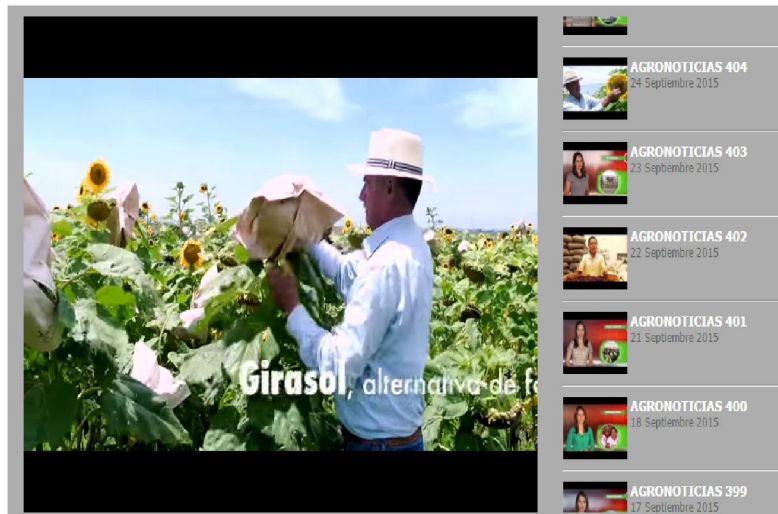 Girasol, alternativa de fo
AGRONOTICIAS 404
24 Septiembre 2015
AGRONOTICIAS 403
23 Septiembre 2015
AGRONOTICIAS 402
22 Septiembre 2015
AGRONOTICIAS 401
21 Septiembre 2015
AGRONOTICIAS 400
18 Septiembre 2015
AGRONOTICIAS 399
17 Septiembre 2015